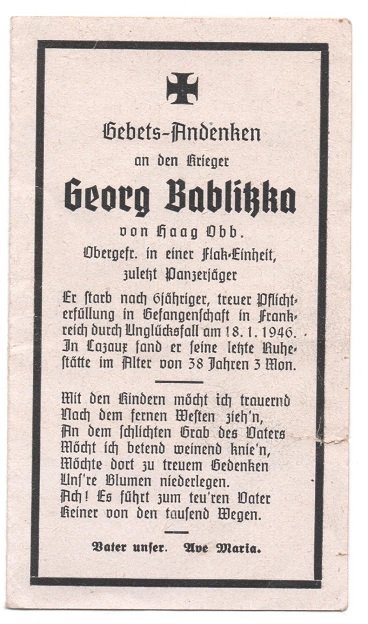 Gebets-Andenken
an den Krieger
Georg Bablitzka
von Haag Obb.
Obergefr. in einer Flak-Einheit,
zuletzt Panzerjäger
Er starb nach 6jähriger, treuer Pflicht-
erfüllung in Gefangenschaft in Frank-
reich durch Unglücksfall am 18. 1. 1946.
In Cazaux fand er seine letzte Ruhe-
stätte im Alter von 38 Jahren 3 Mon.
Mit den Kindern möcht ich trauernd
Nach dem fernen Westen zieh'n,
An dem schlichten Grab des Vaters
Möcht ich betend weinend knie'n,
Möchte dort zu treuem Gedenken
Uns're Blumen niederlegen.
Ach! Es führt zum teu'ren Vater
Keiner von den tausend Wegen.
Vater unser. Ave Maria.